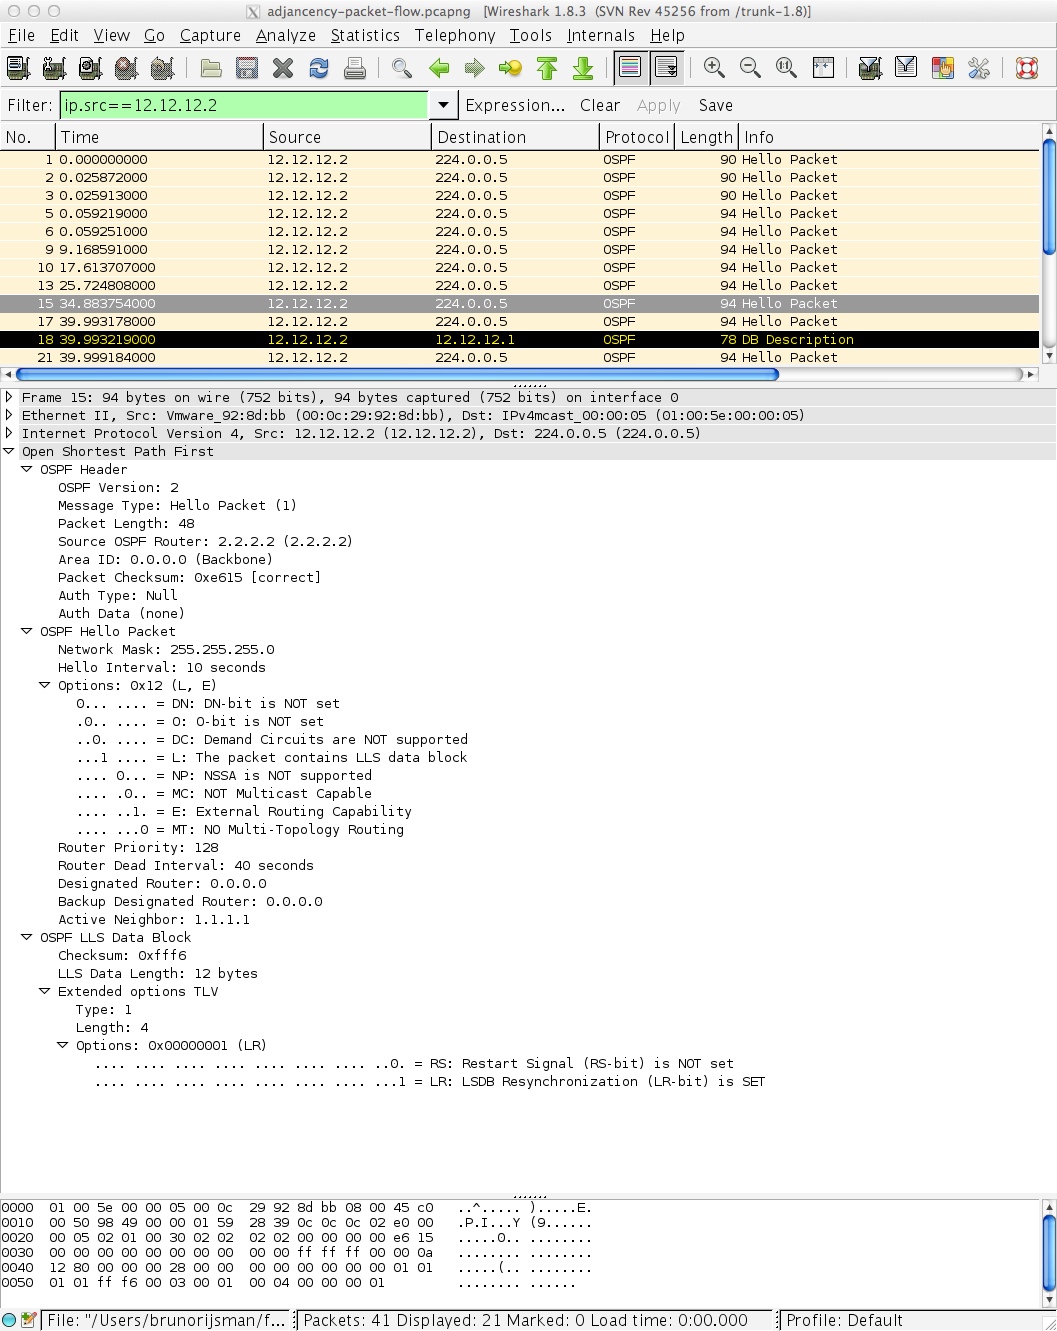 adjancency-packet-flow.pcapng [Wireshark 1.8.3 (SVN Rev 45256 from /trunk-1.8)]
File Edit View Go Capture Analyze Statistics Telephony Tools Internals Help
Filter: ip.src==12.12.12.2 Expression... Clear Apply Save
No. Time Source Destination Protocol Length Info
1 0.000000000 12.12.12.2 224.0.0.5 OSPF 90 Hello Packet
2 0.025872000 12.12.12.2 224.0.0.5 OSPF 90 Hello Packet
3 0.025913000 12.12.12.2 224.0.0.5 OSPF 90 Hello Packet
5 0.059219000 12.12.12.2 224.0.0.5 OSPF 94 Hello Packet
6 0.059251000 12.12.12.2 224.0.0.5 OSPF 94 Hello Packet
9 9.168591000 12.12.12.2 224.0.0.5 OSPF 94 Hello Packet
10 17.613707000 12.12.12.2 224.0.0.5 OSPF 94 Hello Packet
13 25.724808000 12.12.12.2 224.0.0.5 OSPF 94 Hello Packet
15 34.883754000 12.12.12.2 224.0.0.5 OSPF 94 Hello Packet
17 39.993178000 12.12.12.2 224.0.0.5 OSPF 94 Hello Packet
18 39.993219000 12.12.12.2 12.12.12.1 OSPF 78 DB Description
21 39.999184000 12.12.12.2 224.0.0.5 OSPF 94 Hello Packet
Frame 15: 94 bytes on wire (752 bits), 94 bytes captured (752 bits) on interface 0
Ethernet II, Src: Vmware_92:8d:bb (00:0c:29:92:8d:bb), Dst: IPv4mcast_00:00:05 (01:00:5e:00:00:05)
Internet Protocol Version 4, Src: 12.12.12.2 (12.12.12.2), Dst: 224.0.0.5 (224.0.0.5)
Open Shortest Path First
OSPF Header
OSPF Version: 2
Message Type: Hello Packet (1)
Packet Length: 48
Source OSPF Router: 2.2.2.2 (2.2.2.2)
Area ID: 0.0.0.0 (Backbone)
Packet Checksum: 0xe615 [correct]
Auth Type: Null
Auth Data (none)
OSPF Hello Packet
Network Mask: 255.255.255.0
Hello Interval: 10 seconds
Options: 0x12 (L, E)
0... .... = DN: DN-bit is NOT set
.0.. .... = O: O-bit is NOT set
..0. .... = DC: Demand Circuits are NOT supported
...1 .... = L: The packet contains LLS data block
.... 0... = NP: NSSA is NOT supported
.... .0.. = MC: NOT Multicast Capable
.... ..1. = E: External Routing Capability
.... ...0 = MT: NO Multi-Topology Routing
Router Priority: 128
Router Dead Interval: 40 seconds
Designated Router: 0.0.0.0
Backup Designated Router: 0.0.0.0
Active Neighbor: 1.1.1.1
OSPF LLS Data Block
Checksum: 0xfff6
LLS Data Length: 12 bytes
Extended options TLV
Type: 1
Length: 4
Options: 0x00000001 (LR)
.... .... .... .... .... .... .... ..0. = RS: Restart Signal (RS-bit) is NOT set
.... .... .... .... .... .... .... ...1 = LR: LSDB Resynchronization (LR-bit) is SET
0000 01 00 5e 00 00 05 00 0c 29 92 8d bb 08 00 45 c0 ..^..... ).....E.
0010 00 50 98 49 00 00 01 59 28 39 0c 0c 0c 02 e0 00 .P.I...Y (9......
0020 00 05 02 01 00 30 02 02 02 02 00 00 00 00 e6 15 .....0.. ........
0030 00 00 00 00 00 00 00 00 00 00 ff ff ff 00 00 0a ........ ........
0040 12 80 00 00 00 28 00 00 00 00 00 00 00 00 01 01 .....(.. ........
0050 01 01 ff f6 00 03 00 01 00 04 00 00 00 01 ........ ......
File: "/Users/brunorijsman/f... Packets: 41 Displayed: 21 Marked: 0 Load time: 0:00.000 Profile: Default